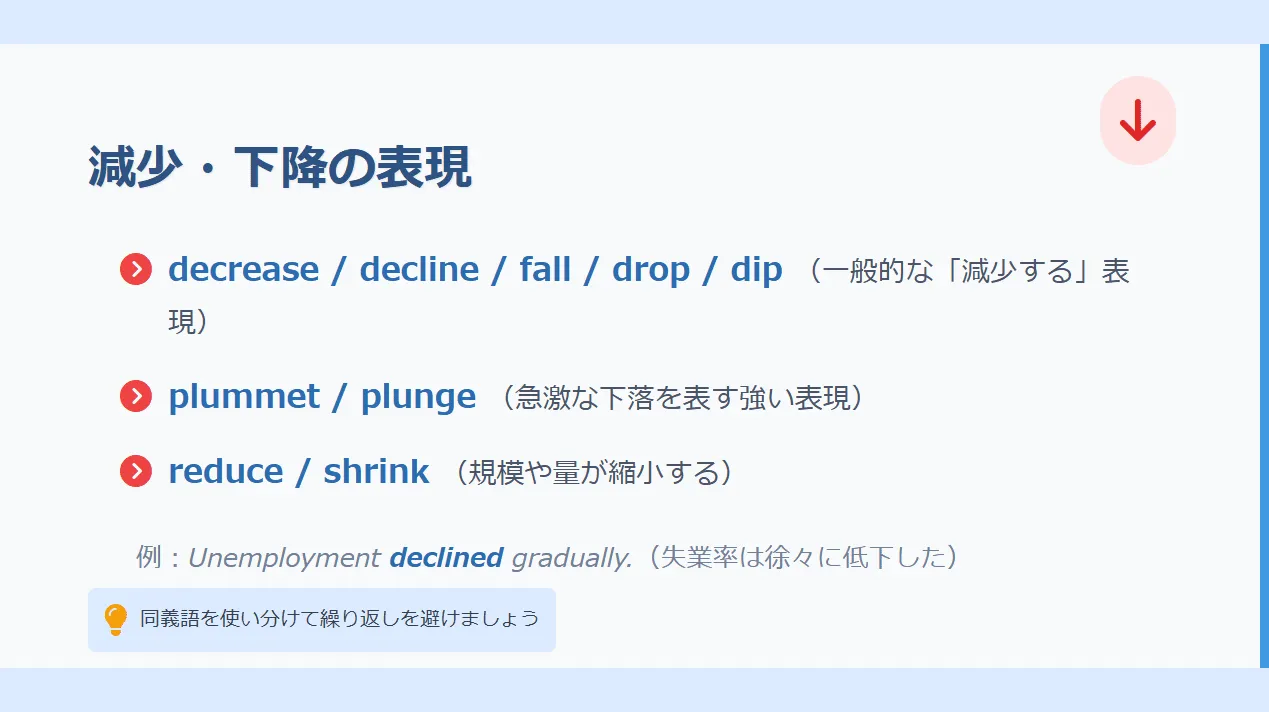 減少・下降の表現
decrease / decline / fall / drop / dip （一般的な「減少する」表
現）
plummet / plunge （急激な下落を表す強い表現）
reduce / shrink （規模や量が縮小する）
例：Unemployment declined gradually.（失業率は徐々に低下した）
同義語を使い分けて繰り返しを避けましょう